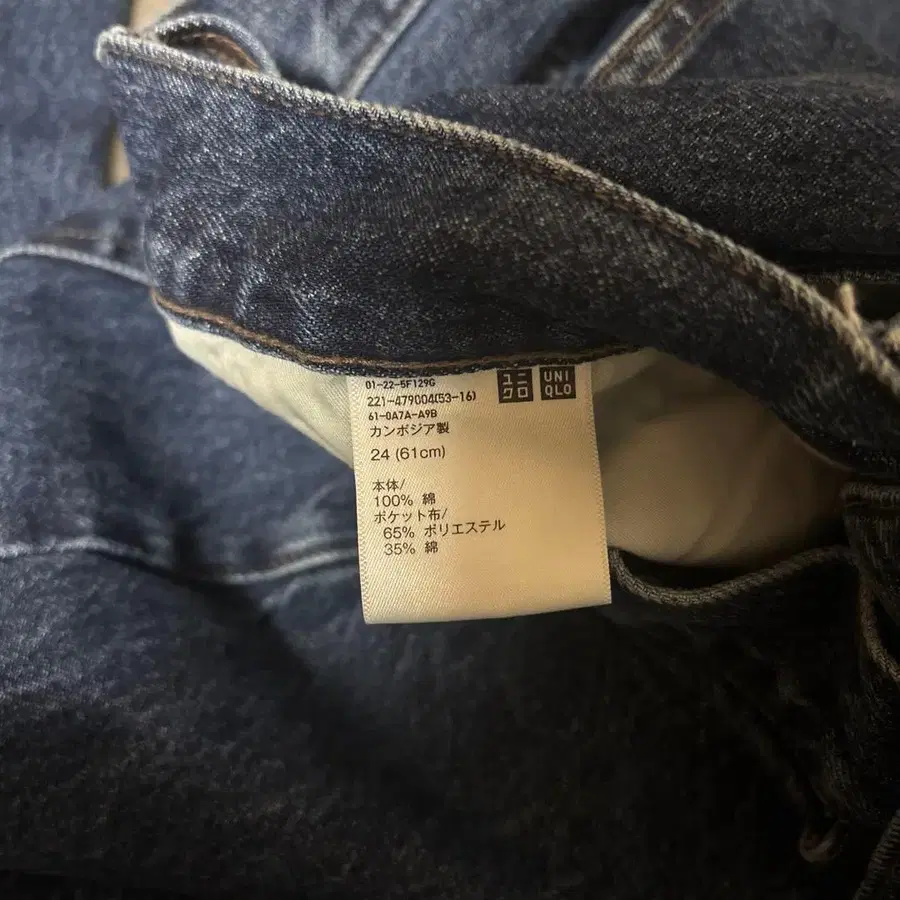 01-22-5F129G
ユニクロ UNIQLO
221-479004(53-16)
61-0A7A-A9B
カンボジア製
24 (61cm)
本体/
100% 綿
ポケット布/
65% ポリエステル
35% 綿